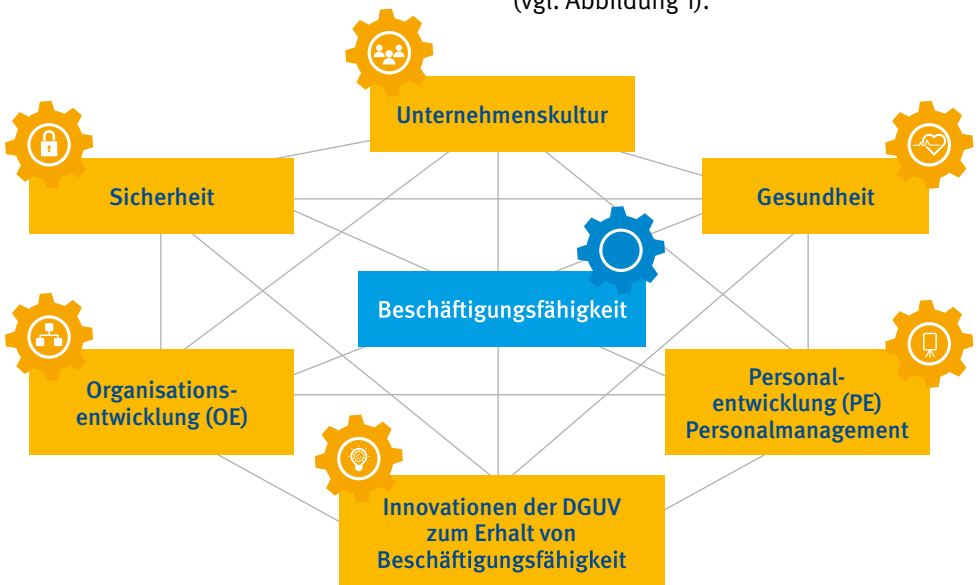 (vgl. Abbildung 1).
Unternehmenskultur
Sicherheit
Gesundheit
Beschäftigungsfähigkeit
Organisations-
entwicklung (OE)
Personal-
entwicklung (PE)
Personalmanagement
Innovationen der DGUV
zum Erhalt von
Beschäftigungsfähigkeit